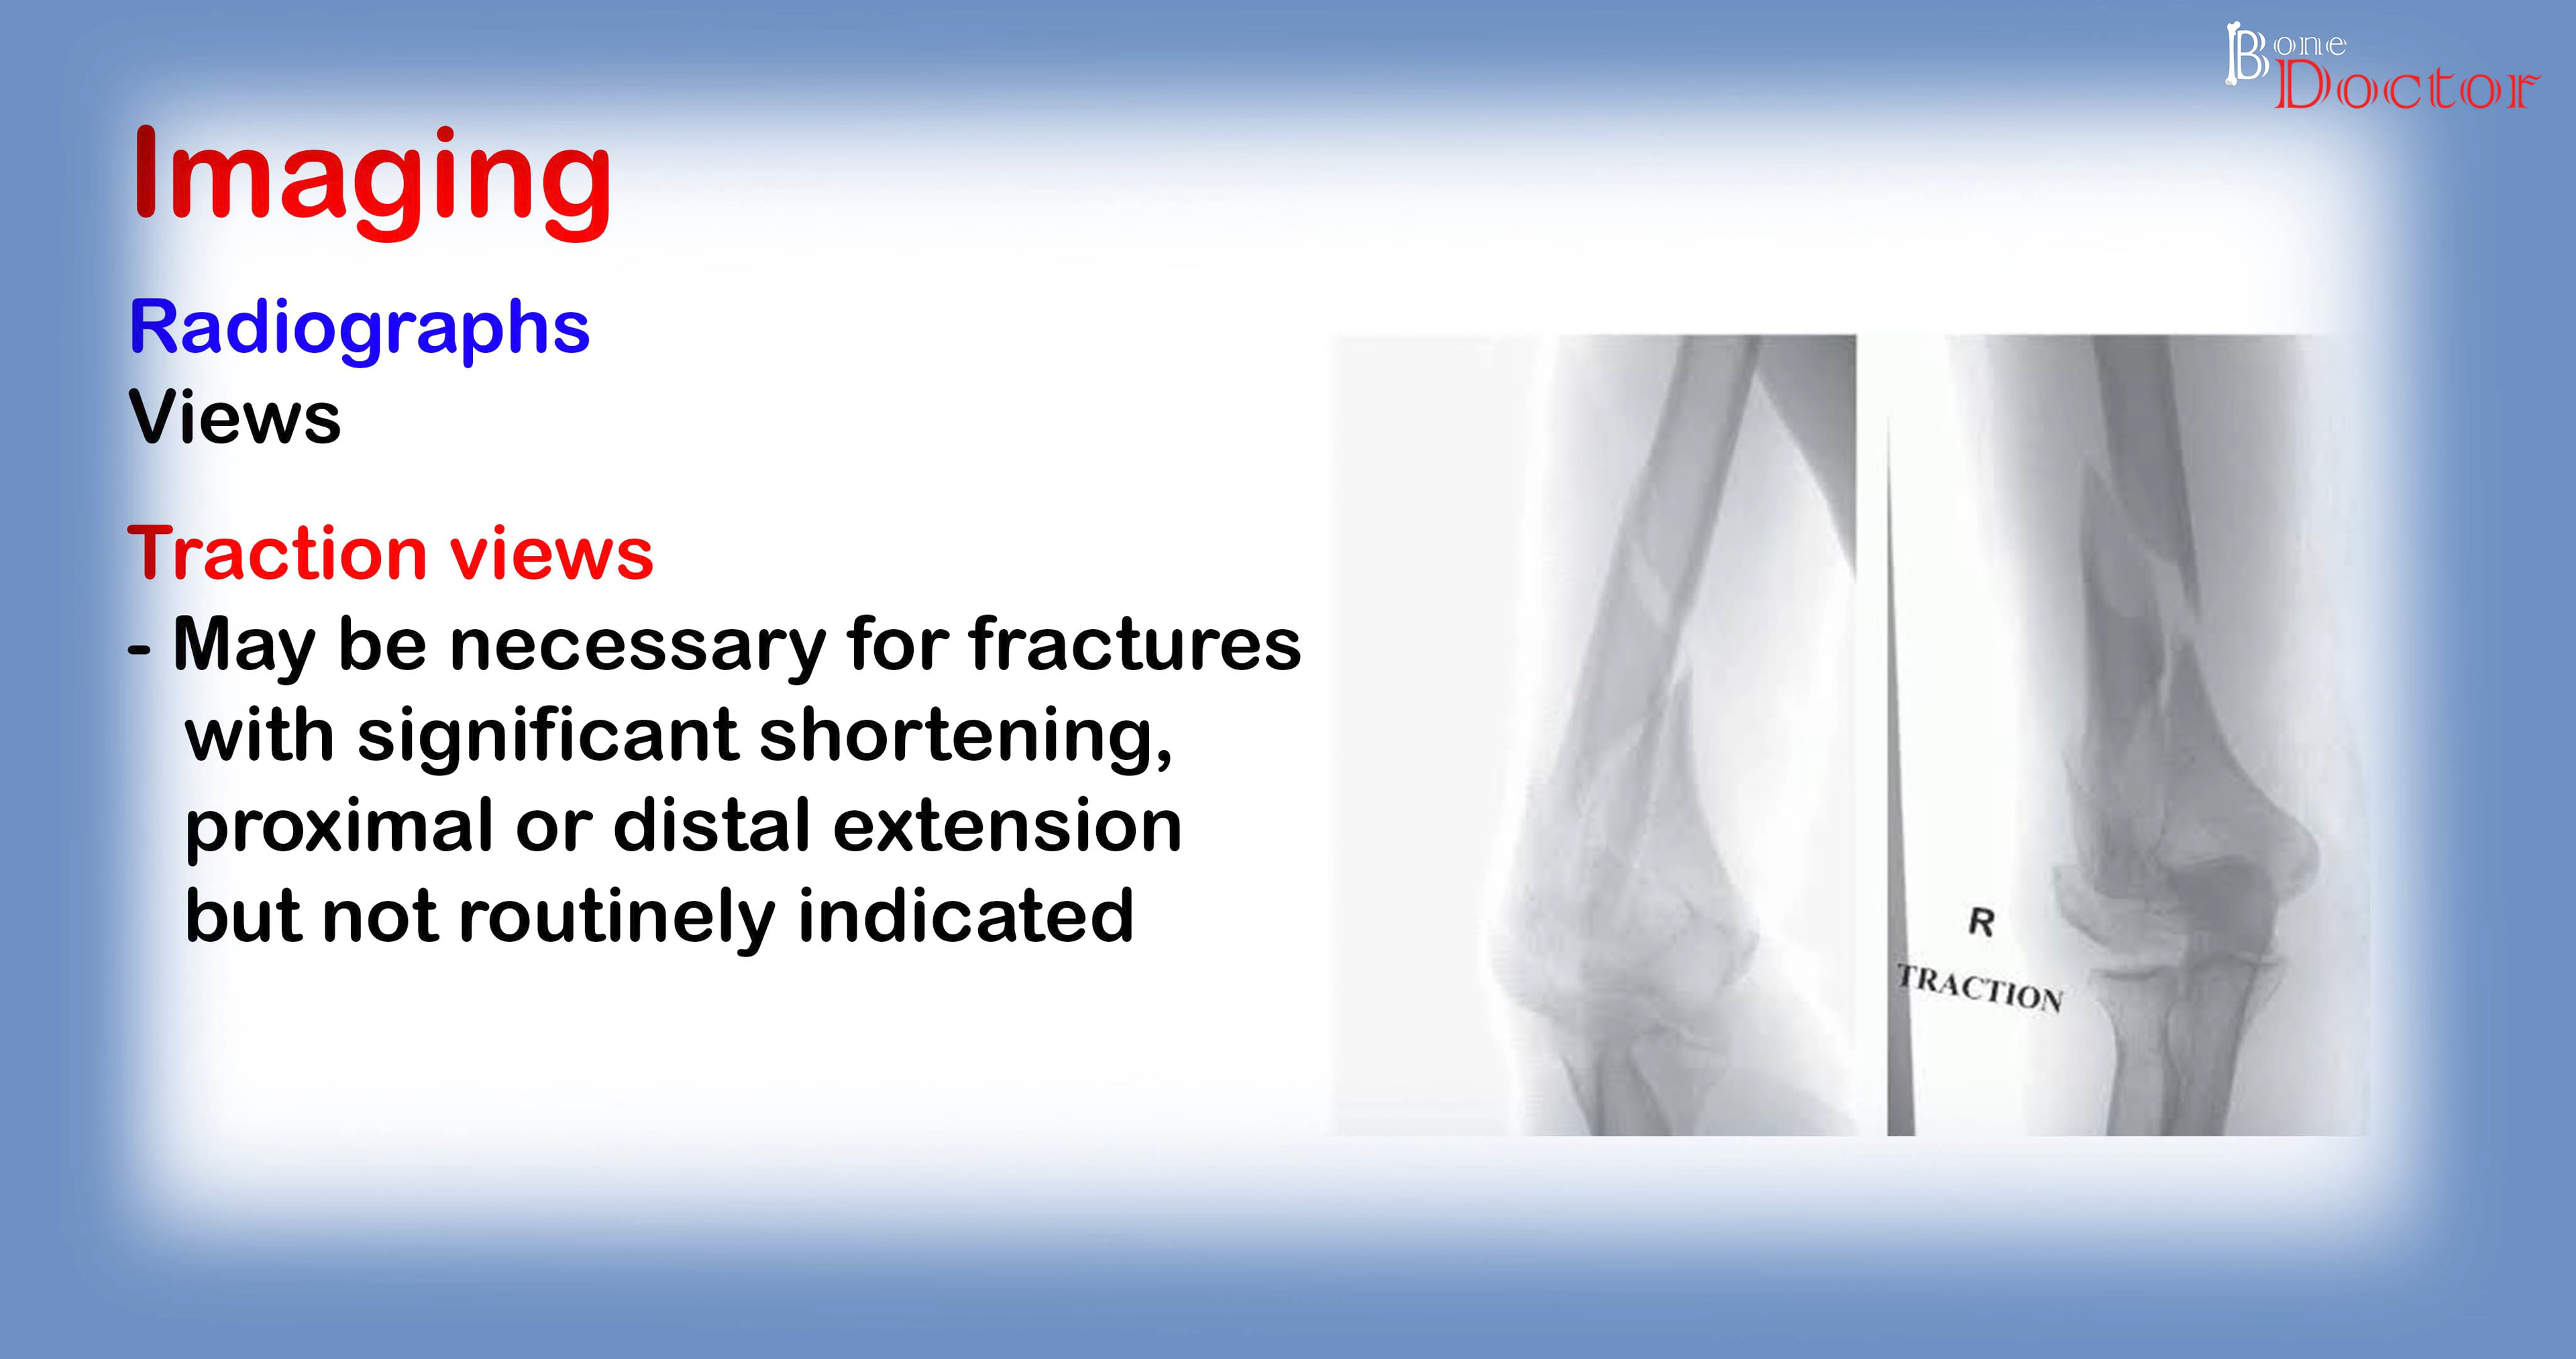 Bone
Doctor
Imaging
Radiographs
Views
Traction views
- May be necessary for fractures
with significant shortening,
proximal or distal extension
but not routinely indicated
R
TRACTION